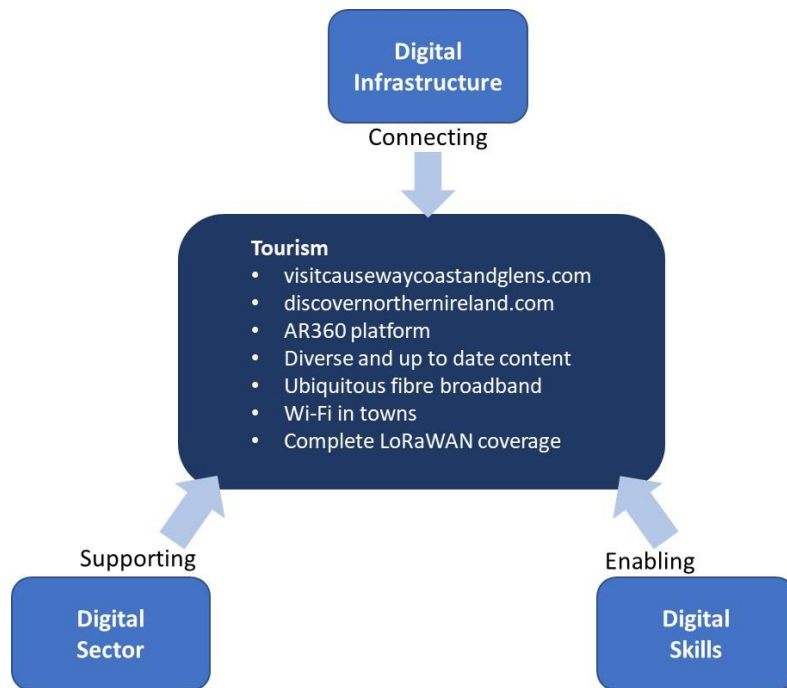 Digital
Infrastructure
Connecting
Tourism
• visitcausewaycoastandglens.com
• discovernorthernireland.com
• AR360 platform
• Diverse and up to date content
• Ubiquitous fibre broadband
• Wi-Fi in towns
• Complete LoRaWAN coverage
Supporting
Enabling
Digital
Sector
Digital
Skills